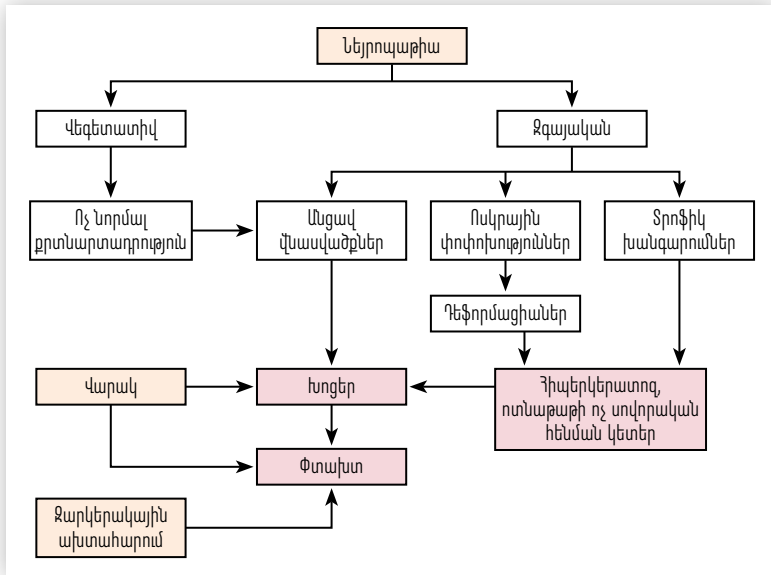 Նեյրոպաթիա
Վեգետատիվ
Զգայական
Ոչ նորմալ
քրտնարտադրություն
Անցավ
վնասվածքներ
Ոսկրային
փոփոխություններ
Տրոֆիկ
խանգարումներ
Դեֆորմացիաներ
Վարակ
Խոցեր
Հիպերկերատոզ,
ոտնաթաթի ոչ սովորական
հենման կետեր
Փտախտ
Զարկերակային
ախտահարում